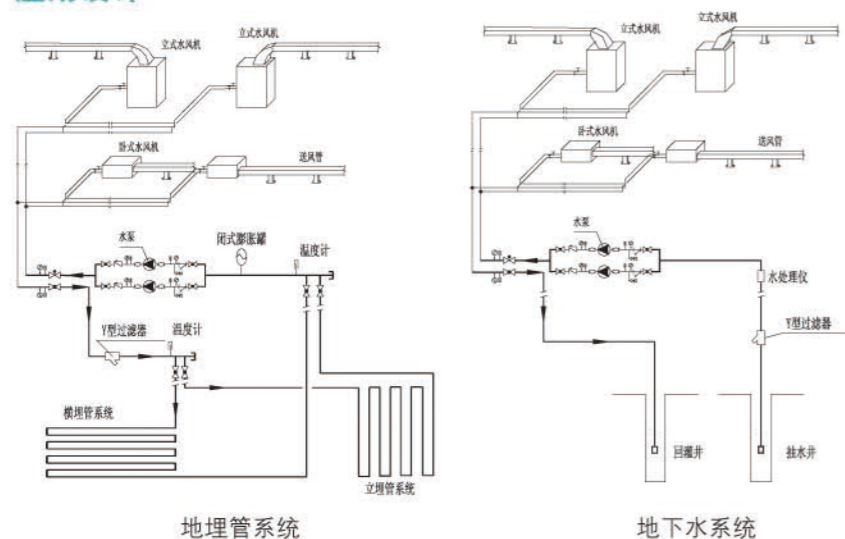 立式水风机
立式水风机
卧式水风机
送风管
水泵
闭式膨胀罐
温度计
Y型过滤器
温度计
横埋管系统
立埋管系统
地埋管系统
立式水风机
立式水风机
卧式水风机
送风管
水泵
水处理仪
Y型过滤器
回灌井
抽水井
地下水系统